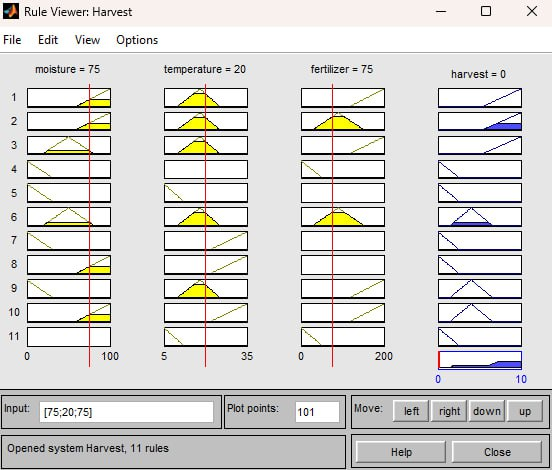 Rule Viewer: Harvest
File Edit View Options
moisture = 75 temperature = 20 fertilizer = 75 harvest = 0
1
2
3
4
5
6
7
8
9
10
11
0 100 5 35 0 200
0 10
Input: [75;20;75] Plot points: 101 Move: left right down up
Opened system Harvest, 11 rules Help Close